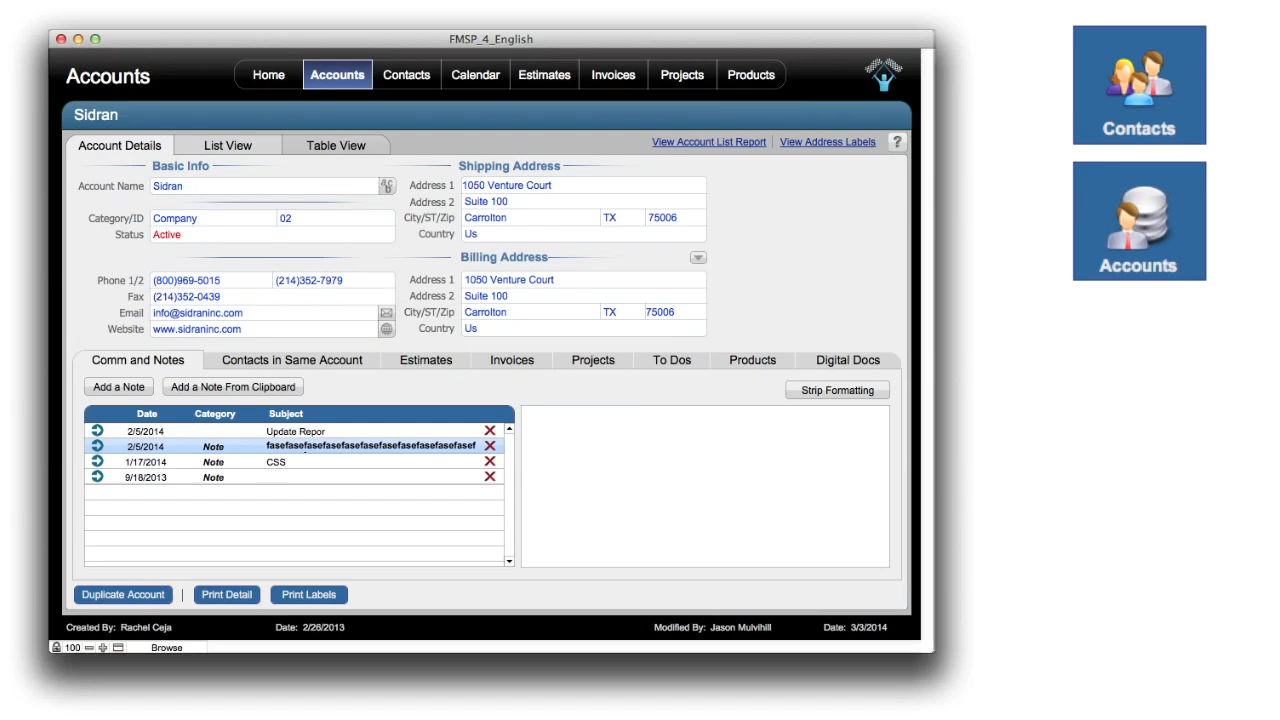 FMSP_4_English
Accounts Home Accounts Contacts Calendar Estimates Invoices Projects Products
Sidran
Account Details List View Table View View Account List Report View Address Labels ?
Basic Info Shipping Address
Account Name Sidran Address 1 1050 Venture Court
Address 2 Suite 100
Category/ID Company 02 City/ST/Zip Carrolton TX 75006
Status Active Country Us
Billing Address
Phone 1/2 (800)969-5015 (214)352-7979 Address 1 1050 Venture Court
Fax (214)352-0439 Address 2 Suite 100
Email info@sidraninc.com City/ST/Zip Carrolton TX 75006
Website www.sidraninc.com Country Us
Comm and Notes Contacts in Same Account Estimates Invoices Projects To Dos Products Digital Docs
Add a Note Add a Note From Clipboard Strip Formatting
Date Category Subject
2/5/2014 Update Repor
2/5/2014 Note fasefasefasefasefasefasefasefasefasefasefasef
1/17/2014 Note CSS
9/18/2013 Note
Duplicate Account | Print Detail Print Labels
Created By: Rachel Ceja Date: 2/26/2013 Modified By: Jason Mulvihill Date: 3/3/2014
100 Browse
Contacts
Accounts